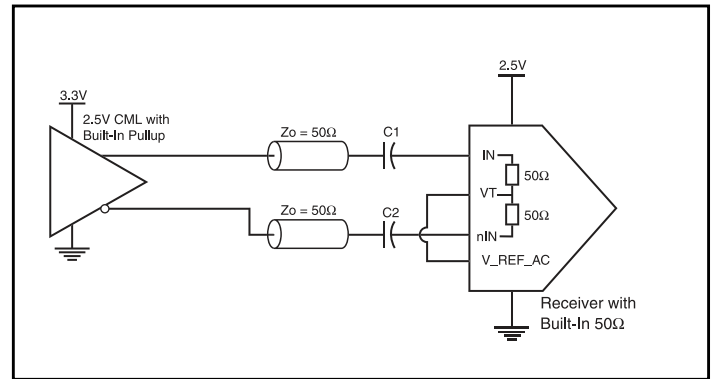 2.5V
3.3V
2.5V CML with
Built-In Pullup
Zo = 50Ω
C1
IN
50Ω
VT
Zo = 50Ω
C2
50Ω
nIN
V_REF_AC
Receiver with
Built-In 50Ω